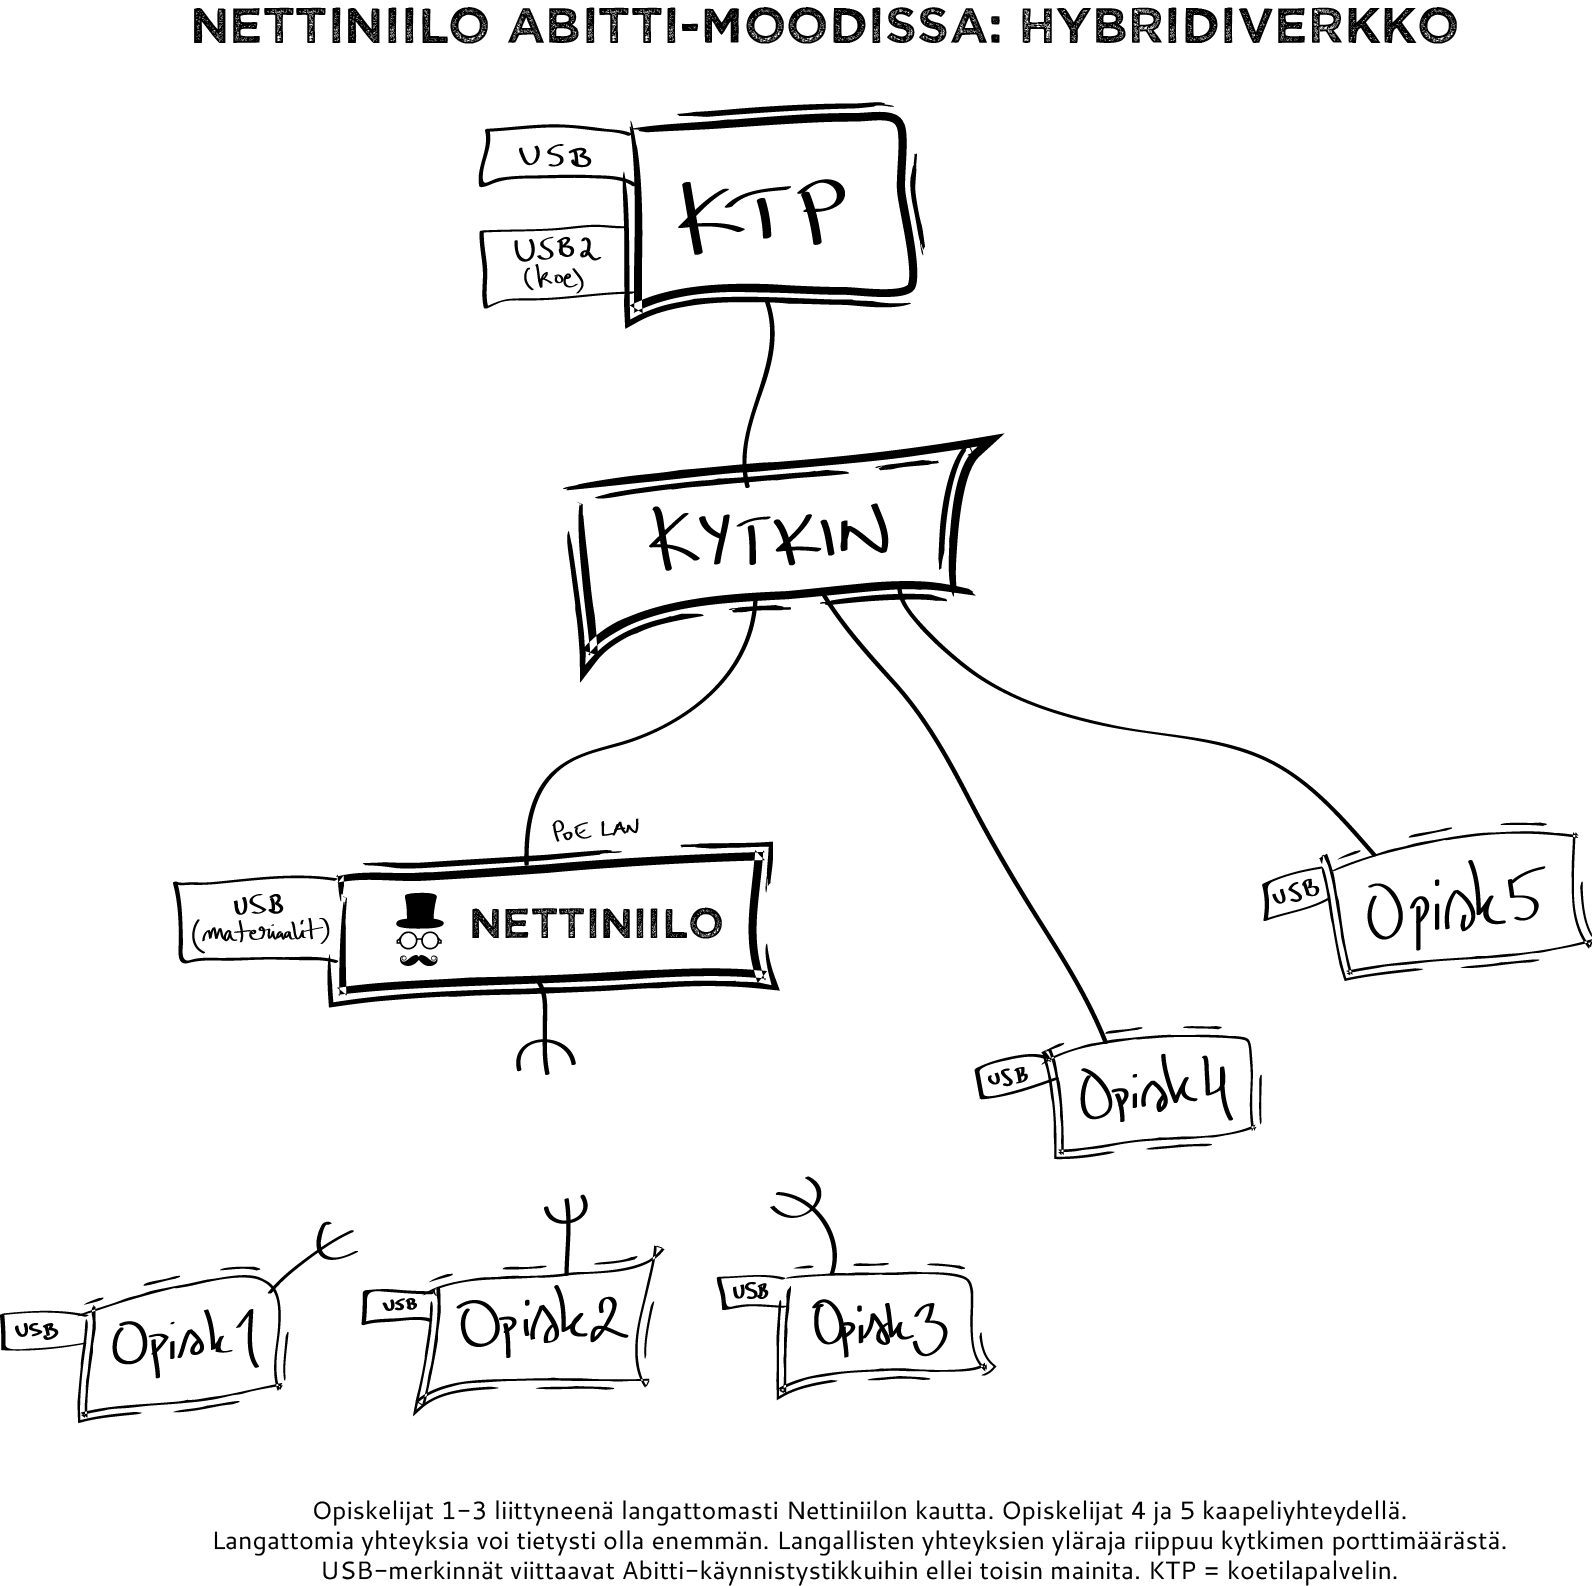 NETTINIILO ABITTI-MOODISSA: HYBRIDIVERKKO
USB
KTP
USB2
(koe)
KYTKIN
PoE LAN
USB
(materiaalit)
NETTINIILO
USB
Opisk5
USB
Opisk4
USB
Opisk1
USB
Opisk2
USB
Opisk3
Opiskelijat 1-3 liittyneenä langattomasti Nettiniilon kautta. Opiskelijat 4 ja 5 kaapeliyhteydellä.
Langattomia yhteyksia voi tietysti olla enemmän. Langallisten yhteyksien yläraja riippuu kytkimen porttimäärästä.
USB-merkinnät viittaavat Abitti-käynnistystikkuihin ellei toisin mainita. KTP = koetilapalvelin.